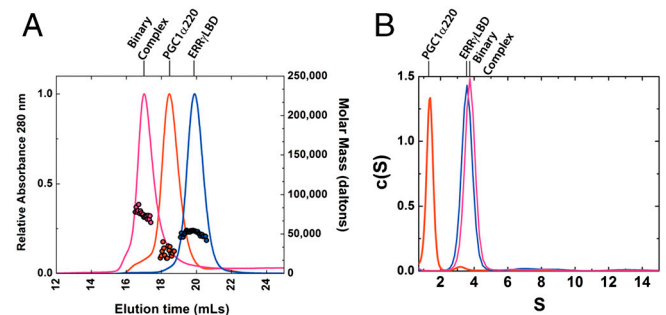 A
Binary
Complex
PGC1α220
ERRγLBD
Relative Absorbance 280 nm
1.0
0.5
0.0
250,000
200,000
150,000
100,000
50,000
0
Molar Mass (daltons)
12 14 16 18 20 22 24
Elution time (mLs)
B
PGC1α220
ERRγLBD
Binary
Complex
c(S)
1.5
1.0
0.5
0.0
2 4 6 8 10 12 14
S